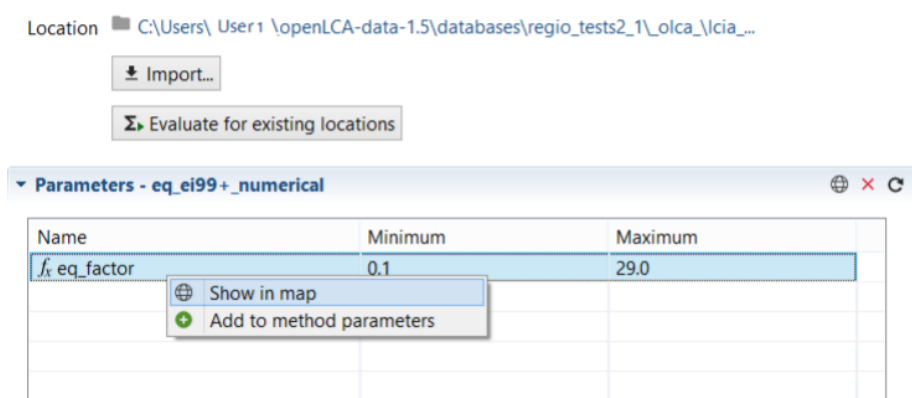 Location C:\Users\ User1 \openLCA-data-1.5\databases\regio_tests2_1\_olca_\lcia_...
Import...
Evaluate for existing locations
Parameters - eq_ei99+_numerical
Name Minimum Maximum
fx eq_factor 0.1 29.0
Show in map
Add to method parameters